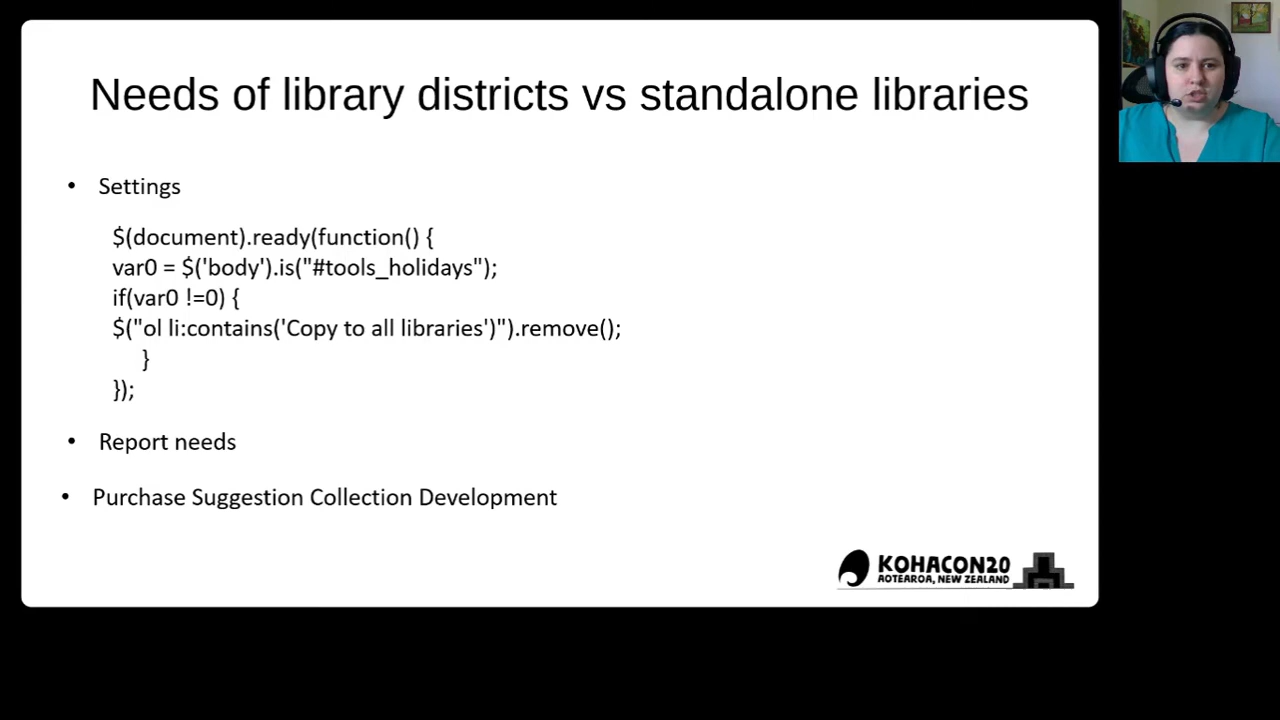 Needs of library districts vs standalone libraries
• Settings
$(document).ready(function() {
var0 = $('body').is("#tools_holidays");
if(var0 !=0) {
$("ol li:contains('Copy to all libraries')").remove();
}
});
• Report needs
• Purchase Suggestion Collection Development
KOHACON20
AOTEAROA, NEW ZEALAND